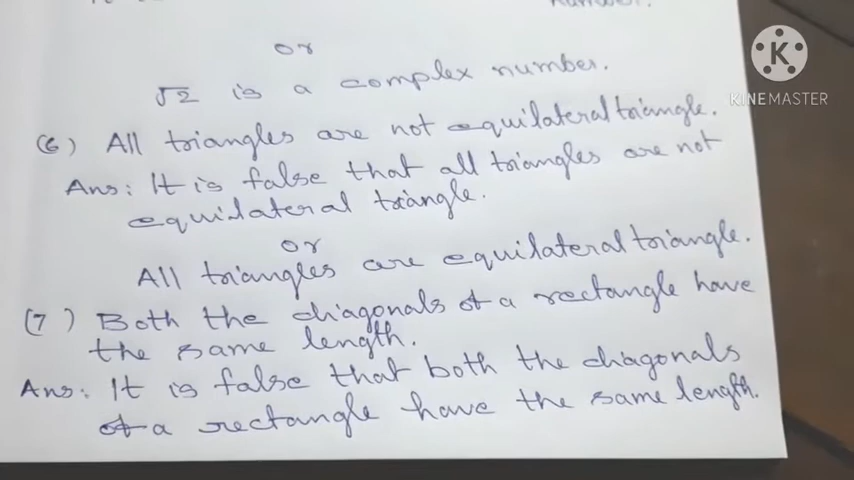 or
√2 is a complex number.
(6) All triangles are not equilateral triangle.
Ans: It is false that all triangles are not
equilateral triangle.
or
All triangles are equilateral triangle.
(7) Both the diagonals of a rectangle have
the same length.
Ans: It is false that both the diagonals
of a rectangle have the same length.
K
KINEMASTER